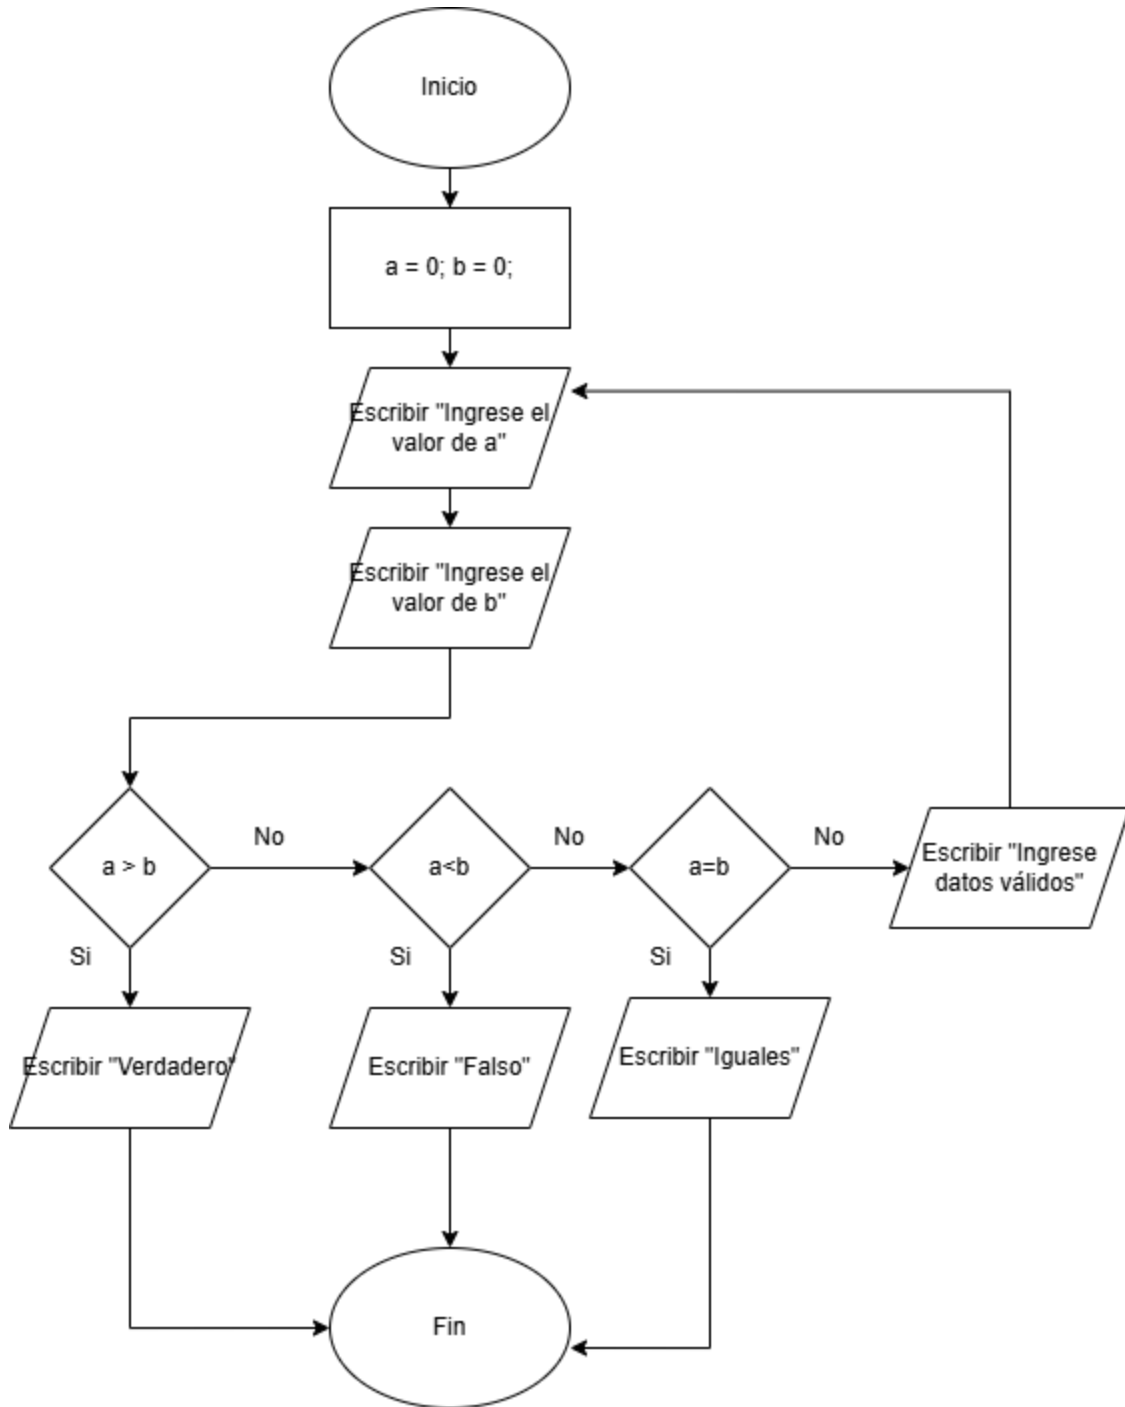 Inicio
a = 0; b = 0;
Escribir "Ingrese el
valor de a"
Escribir "Ingrese el
valor de b"
a > b
No
a<b
No
a=b
No
Escribir "Ingrese
datos válidos"
Si
Si
Si
Escribir "Verdadero"
Escribir "Falso"
Escribir "Iguales"
Fin